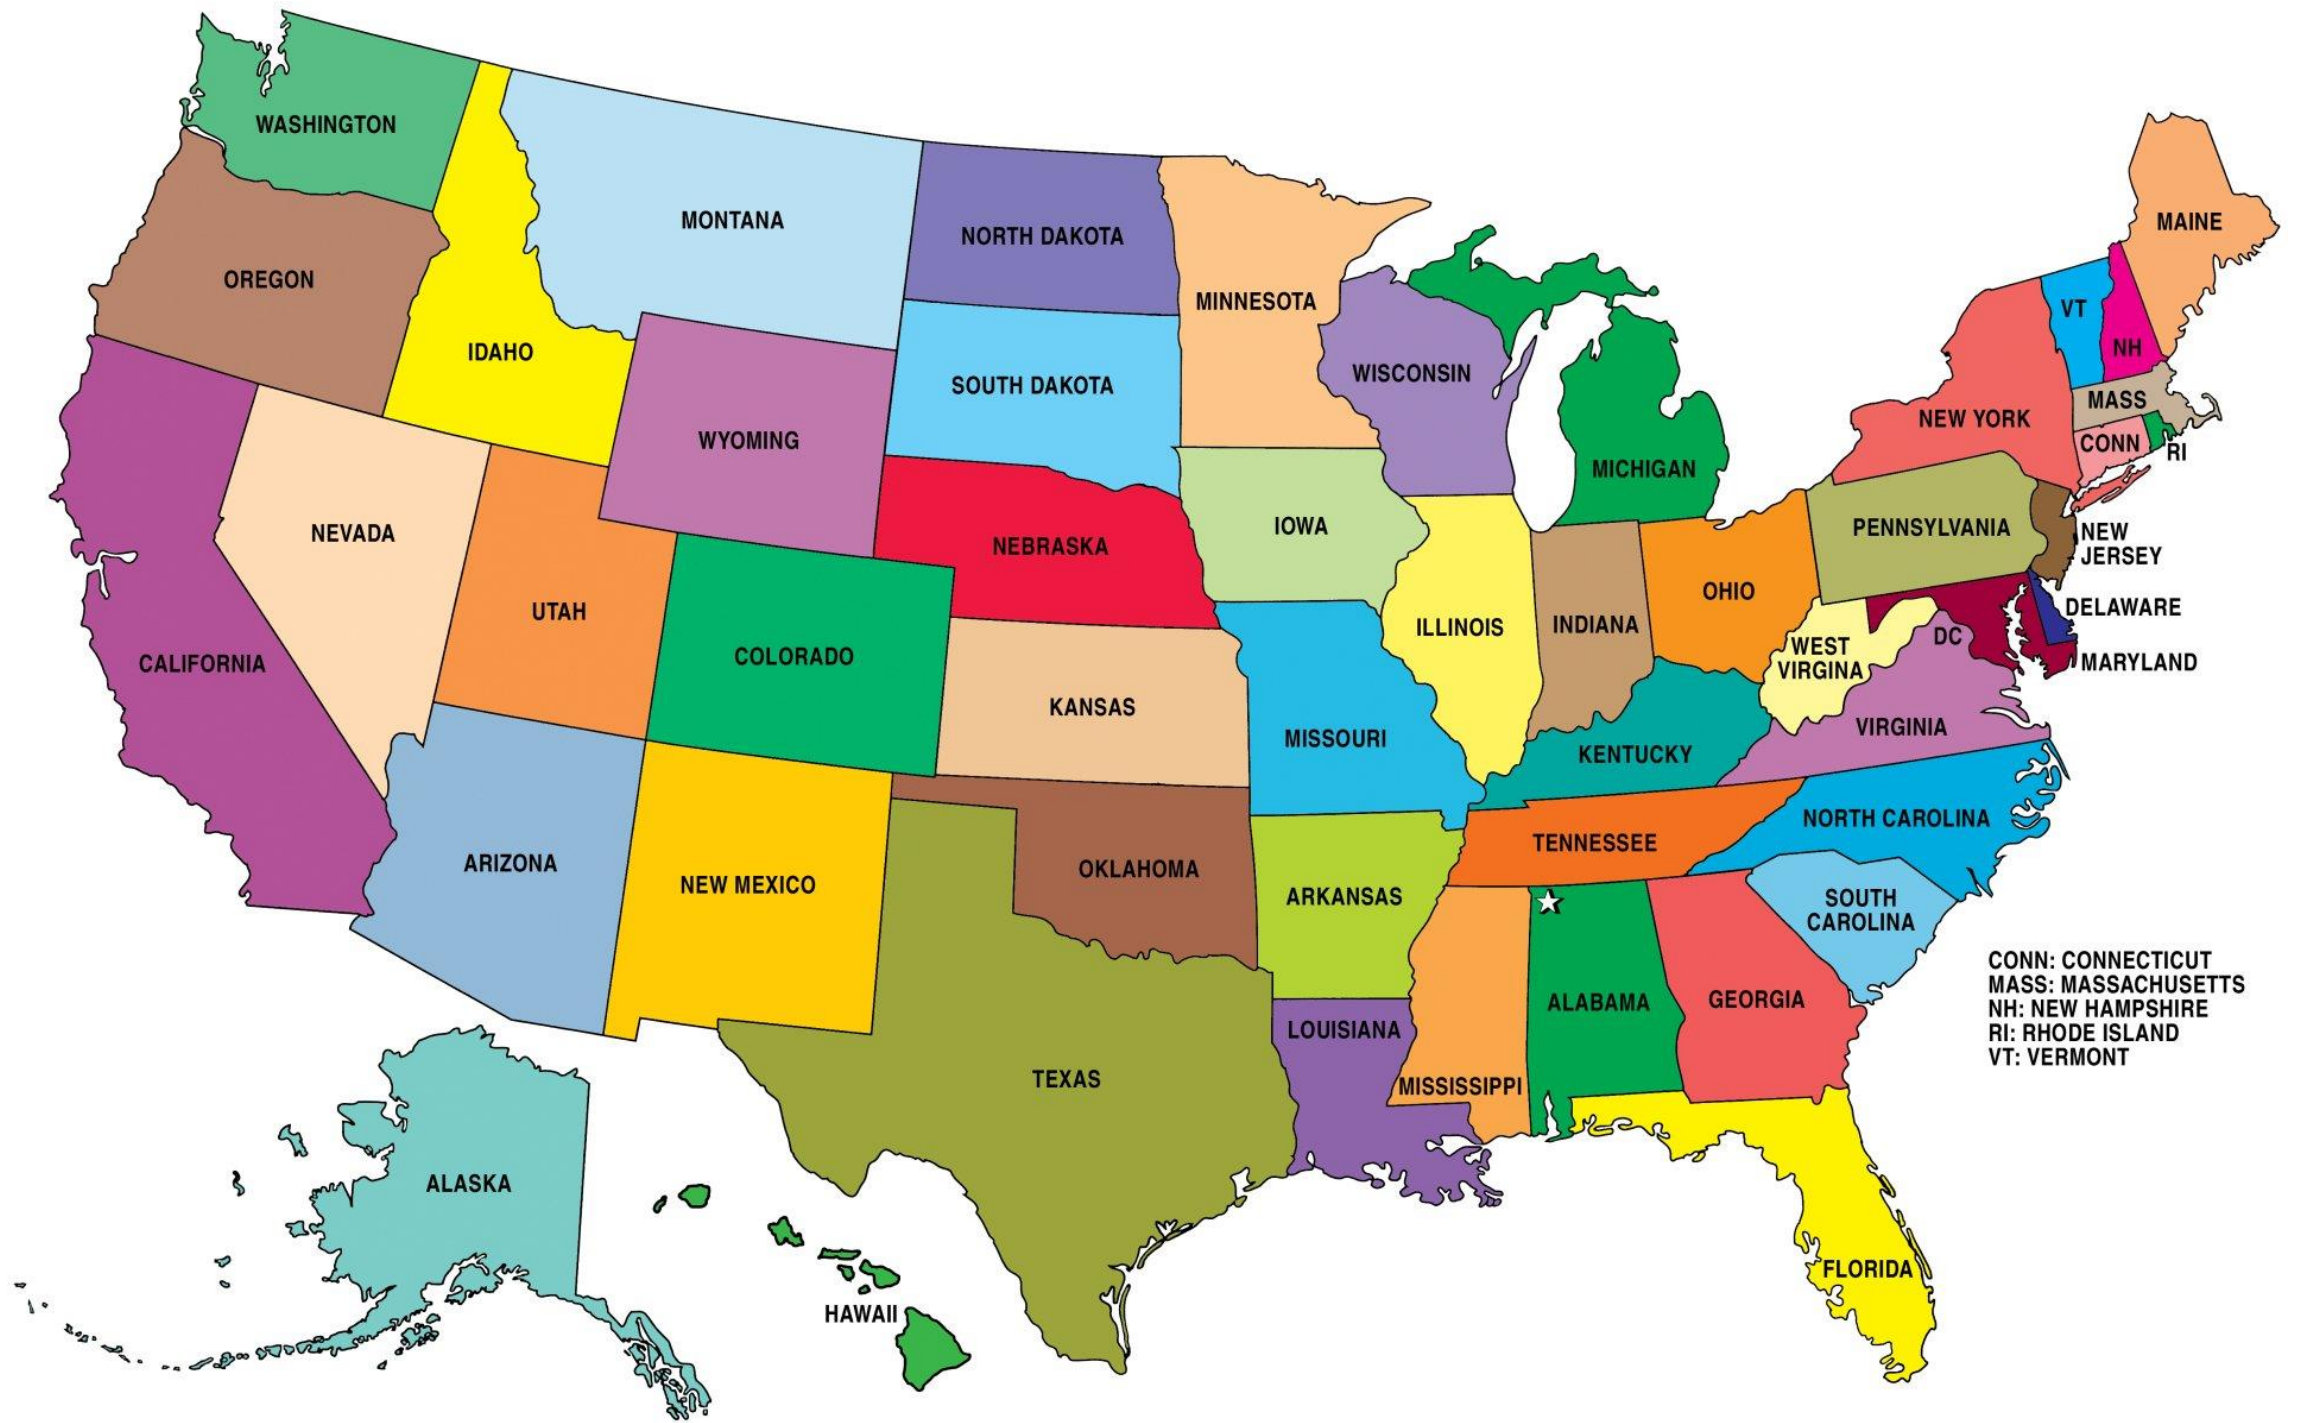 WASHINGTON
MONTANA
NORTH DAKOTA
MINNESOTA
MAINE
OREGON
IDAHO
WYOMING
SOUTH DAKOTA
WISCONSIN
MICHIGAN
VT
NH
MASS
NEW YORK
CONN
RI
NEVADA
UTAH
COLORADO
NEBRASKA
IOWA
ILLINOIS
INDIANA
OHIO
PENNSYLVANIA
NEW
JERSEY
DELAWARE
MARYLAND
DC
WEST
VIRGINA
VIRGINIA
CALIFORNIA
KANSAS
MISSOURI
KENTUCKY
ARIZONA
NEW MEXICO
OKLAHOMA
ARKANSAS
TENNESSEE
NORTH CAROLINA
SOUTH
CAROLINA
TEXAS
LOUISIANA
MISSISSIPPI
ALABAMA
GEORGIA
FLORIDA
ALASKA
HAWAII
CONN: CONNECTICUT
MASS: MASSACHUSETTS
NH: NEW HAMPSHIRE
RI: RHODE ISLAND
VT: VERMONT